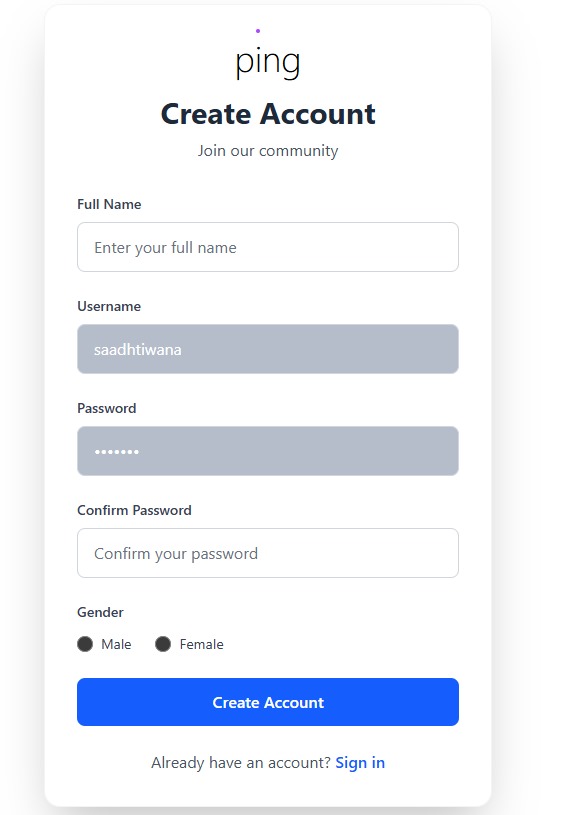 ping
Create Account
Join our community
Full Name
Enter your full name
Username
saadhtiwana
Password
•••••••
Confirm Password
Confirm your password
Gender
Male Female
Create Account
Already have an account? Sign in